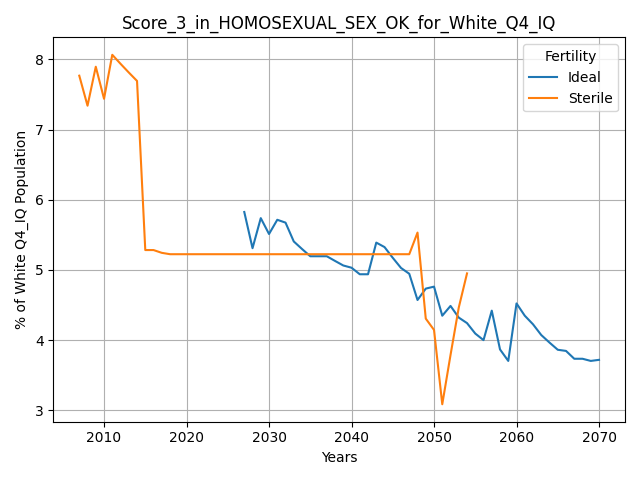 Score_3_in_HOMOSEXUAL_SEX_OK_for_White_Q4_IQ
Fertility
Ideal
Sterile
% of White Q4_IQ Population
8
7
6
5
4
3
2010 2020 2030 2040 2050 2060 2070
Years